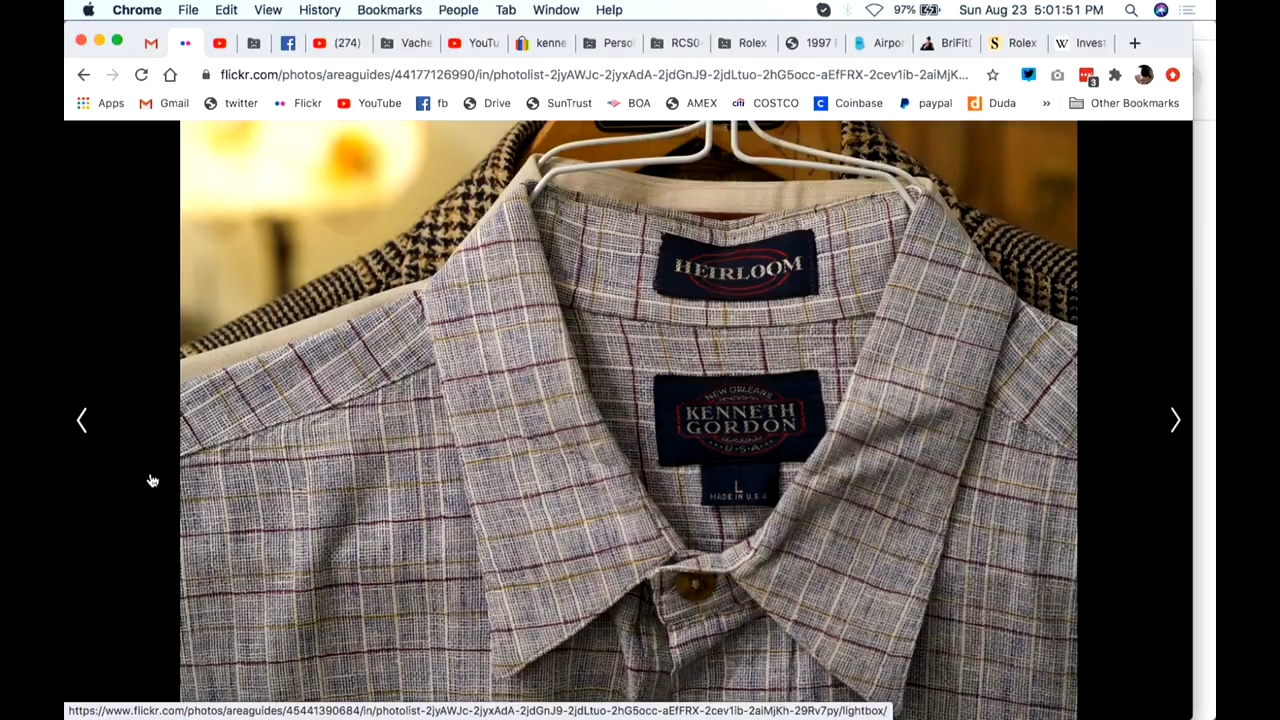 Chrome File Edit View History Bookmarks People Tab Window Help 97% Sun Aug 23 5:01:51 PM
(274) Vache YouTu kenne Perso RCS0 Rolex 1997 F Airpor BriFit Rolex Invest
flickr.com/photos/areaguides/44177126990/in/photolist-2jyAWJc-2jyxAdA-2jdGnJ9-2jdLtuo-2hG5occ-aEfFRX-2cev1ib-2aiMjK... 3
Apps Gmail twitter Flickr YouTube fb Drive SunTrust BOA AMEX citi COSTCO Coinbase paypal Duda » Other Bookmarks
HEIRLOOM
NEW ORLEANS
KENNETH
GORDON
U.S.A
L
MADE IN U.S.A
https://www.flickr.com/photos/areaguides/45441390684/in/photolist-2jyAWJc-2jyxAdA-2jdGnJ9-2jdLtuo-2hG5occ-aEfFRX-2cev1ib-2aiMjKh-29Rv7py/lightbox/